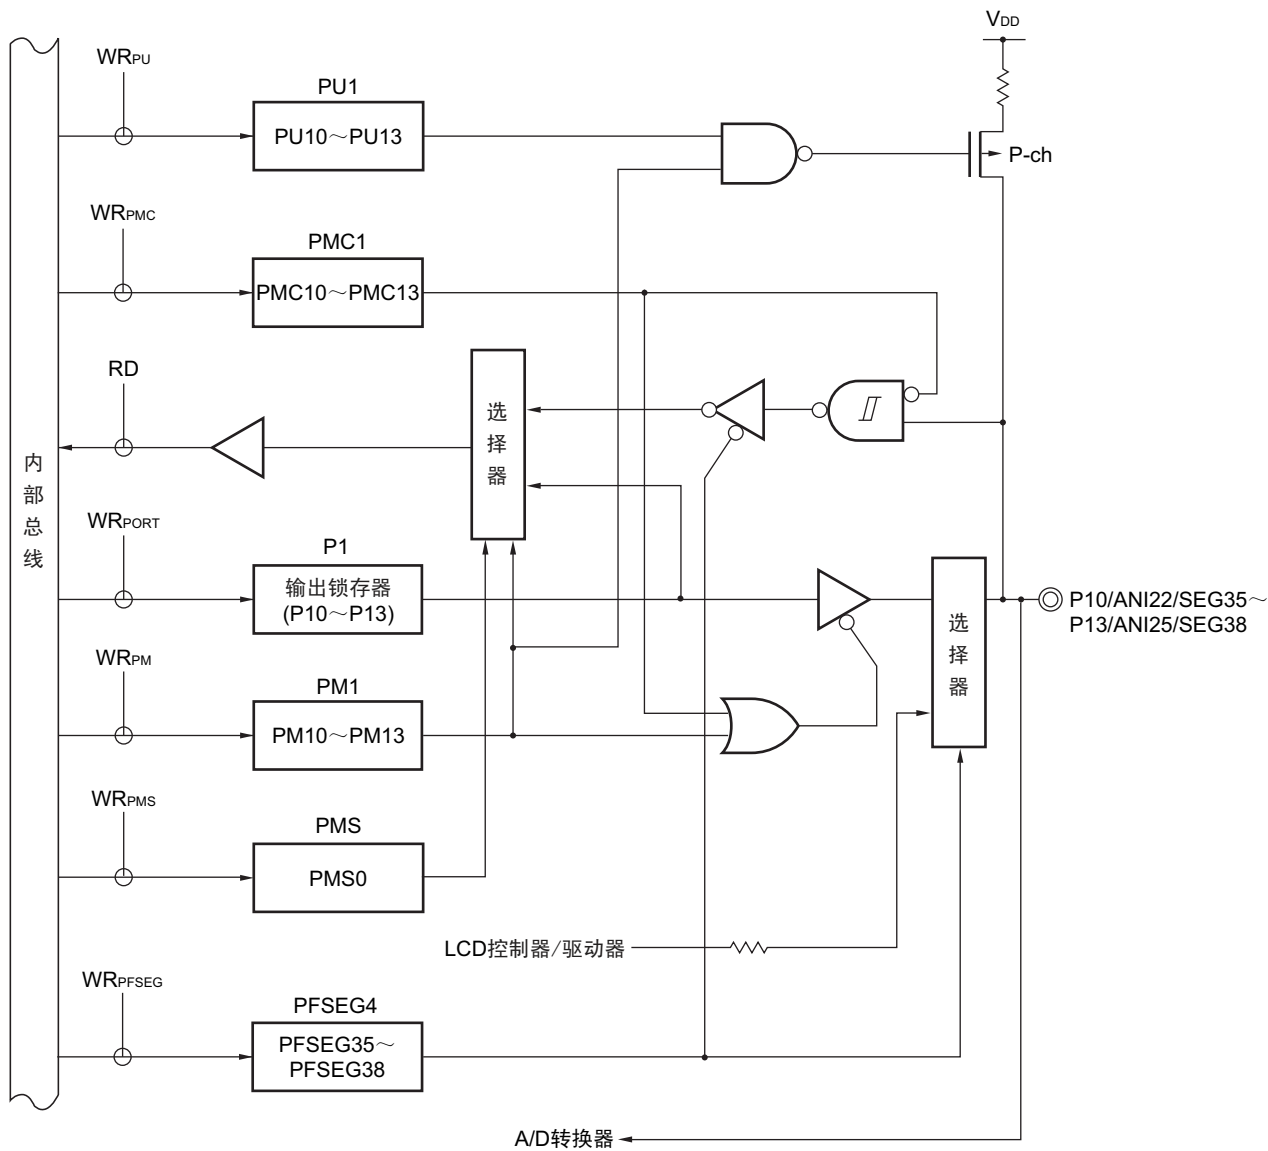 VDD
WRPU
PU1
PU10～PU13
P-ch
WRPMC
PMC1
PMC10～PMC13
RD
选择器
内部总线
WRPORT
P1
输出锁存器
(P10～P13)
选择器
P10/ANI22/SEG35～
P13/ANI25/SEG38
WRPM
PM1
PM10～PM13
WRPMS
PMS
PMS0
LCD控制器/驱动器
WRPFSEG
PFSEG4
PFSEG35～
PFSEG38
A/D转换器